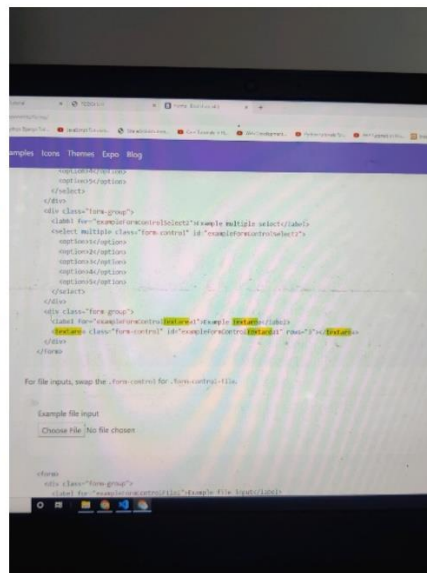 amples Icons Themes Expo Blog
<option>4</option>
<option>5</option>
</select>
</div>
<div class="form-group">
<label for="exampleFormControlSelect2">Example multiple select</label>
<select multiple class="form-control" id="exampleFormControlSelect2">
<option>1</option>
<option>2</option>
<option>3</option>
<option>4</option>
<option>5</option>
</select>
</div>
<div class="form-group">
<label for="exampleFormControlTextarea1">Example textarea</label>
<textarea class="form-control" id="exampleFormControlTextarea1" rows="3"></textarea>
</div>
</form>
For file inputs, swap the .form-control for .form-control-file.
Example file input
Choose File No file chosen
<form>
<div class="form-group">
<label for="exampleFormControlFile1">Example file input</label>